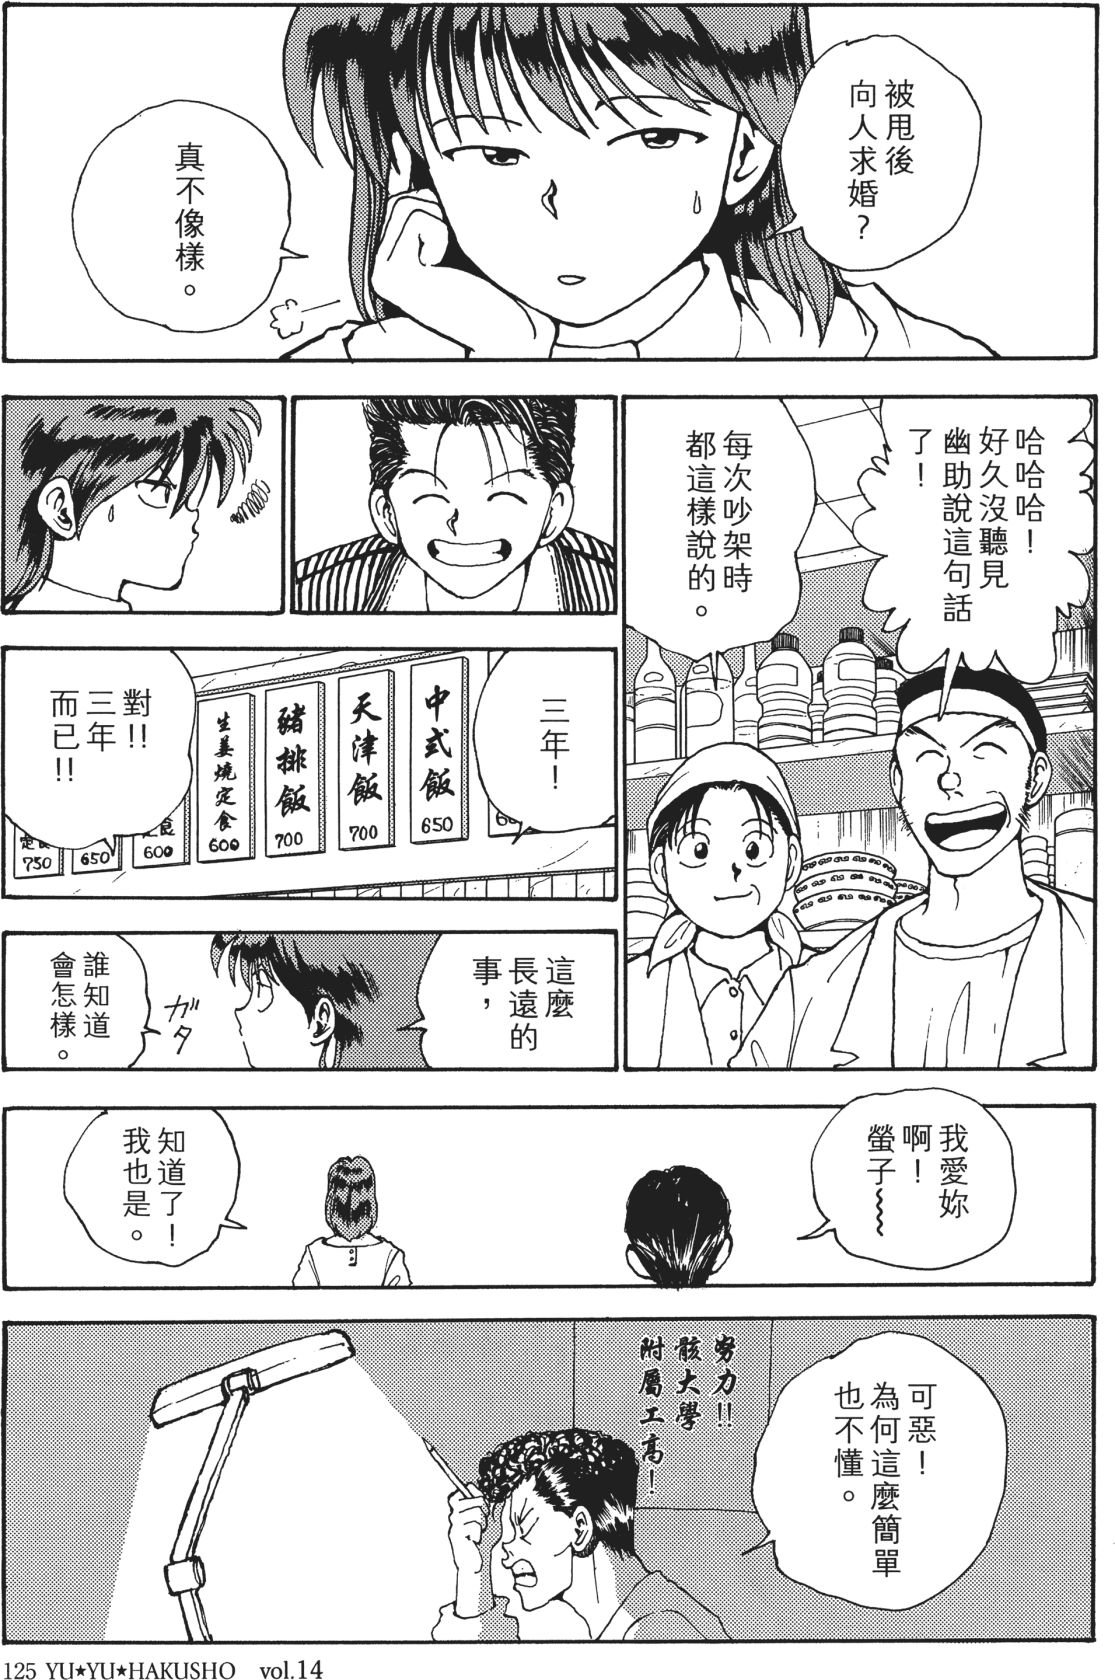 被甩後
向人求婚?
真不像樣。
哈哈哈!
好久沒聽見
幽助說這句話
了!
每次吵架時
都這樣說的。
三年!
對!!
三年
而已!!
60
中式飯
650
天津飯
700
豬排飯
700
生姜燒定食
600
定食
600
650
定食
750
這麼
長遠的
事,
ガタ
誰知道
會怎樣。
我愛妳
啊!
螢子~~~
知道了!
我也是。
可惡!
為何這麼簡單
也不懂。
努力!!
骸大學
附屬工高!
125 YU★YU★HAKUSHO vol.14